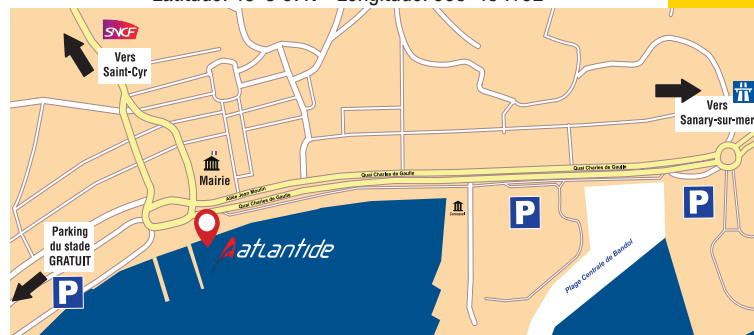 SNCF
Vers
Saint-Cyr
Vers
Sanary-sur-mer
Mairie
Allée Jean Moulin
Quai Charles de Gaulle
Quai Charles de Gaulle
Quai Charles de Gaulle
P
P
Parking
du stade
GRATUIT
P
atlantide
Plage Centrale de Bandol